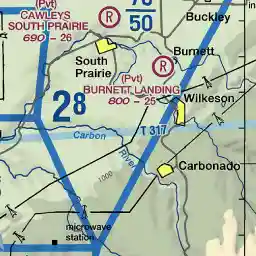 (Pvt)
CAWLEYS
SOUTH PRAIRIE
690 - 26
R
50
Buckley
Burnett
R
South
Prairie
(Pvt)
BURNETT LANDING
800 - 25
28
Wilkeson
Carbon
River
T 317
Carbonado
1000
microwave
station